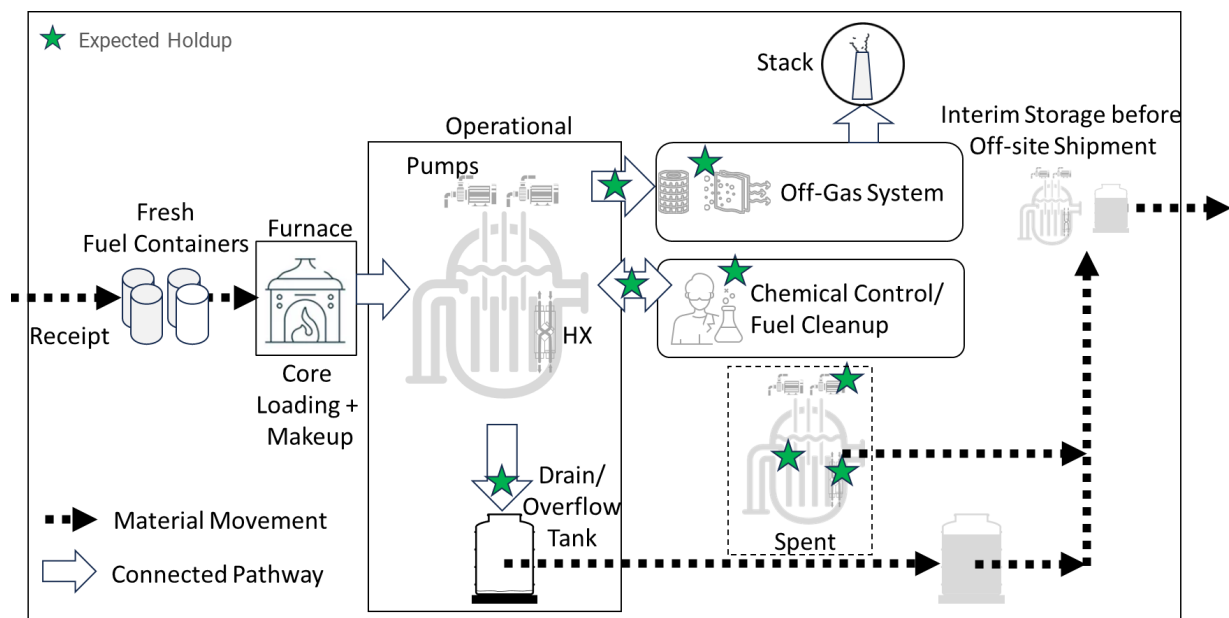 Expected Holdup
Stack
Interim Storage before
Off-site Shipment
Operational
Pumps
Off-Gas System
Fresh
Fuel Containers
Furnace
Chemical Control/
Fuel Cleanup
HX
Receipt
Core
Loading +
Makeup
Drain/
Overflow
Tank
Spent
Material Movement
Connected Pathway